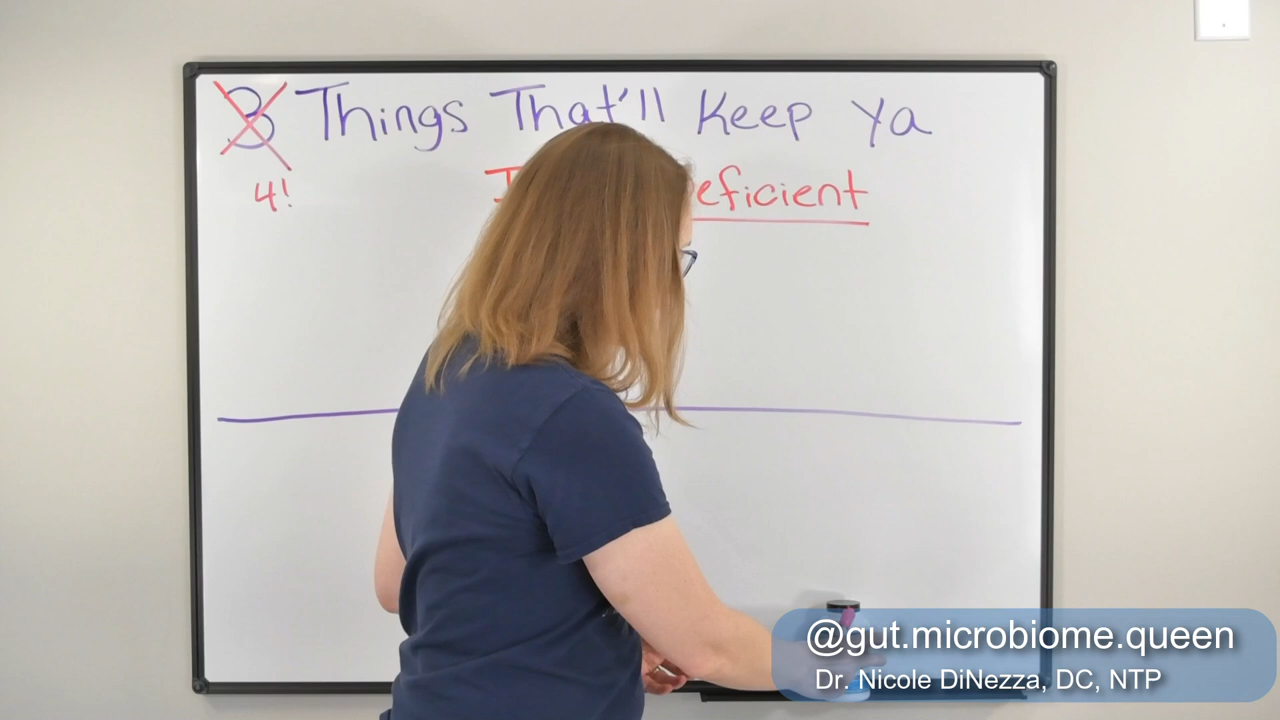 3 Things That'll Keep Ya
4! eficient
@gut.microbiome.queen
Dr. Nicole DiNezza, DC, NTP